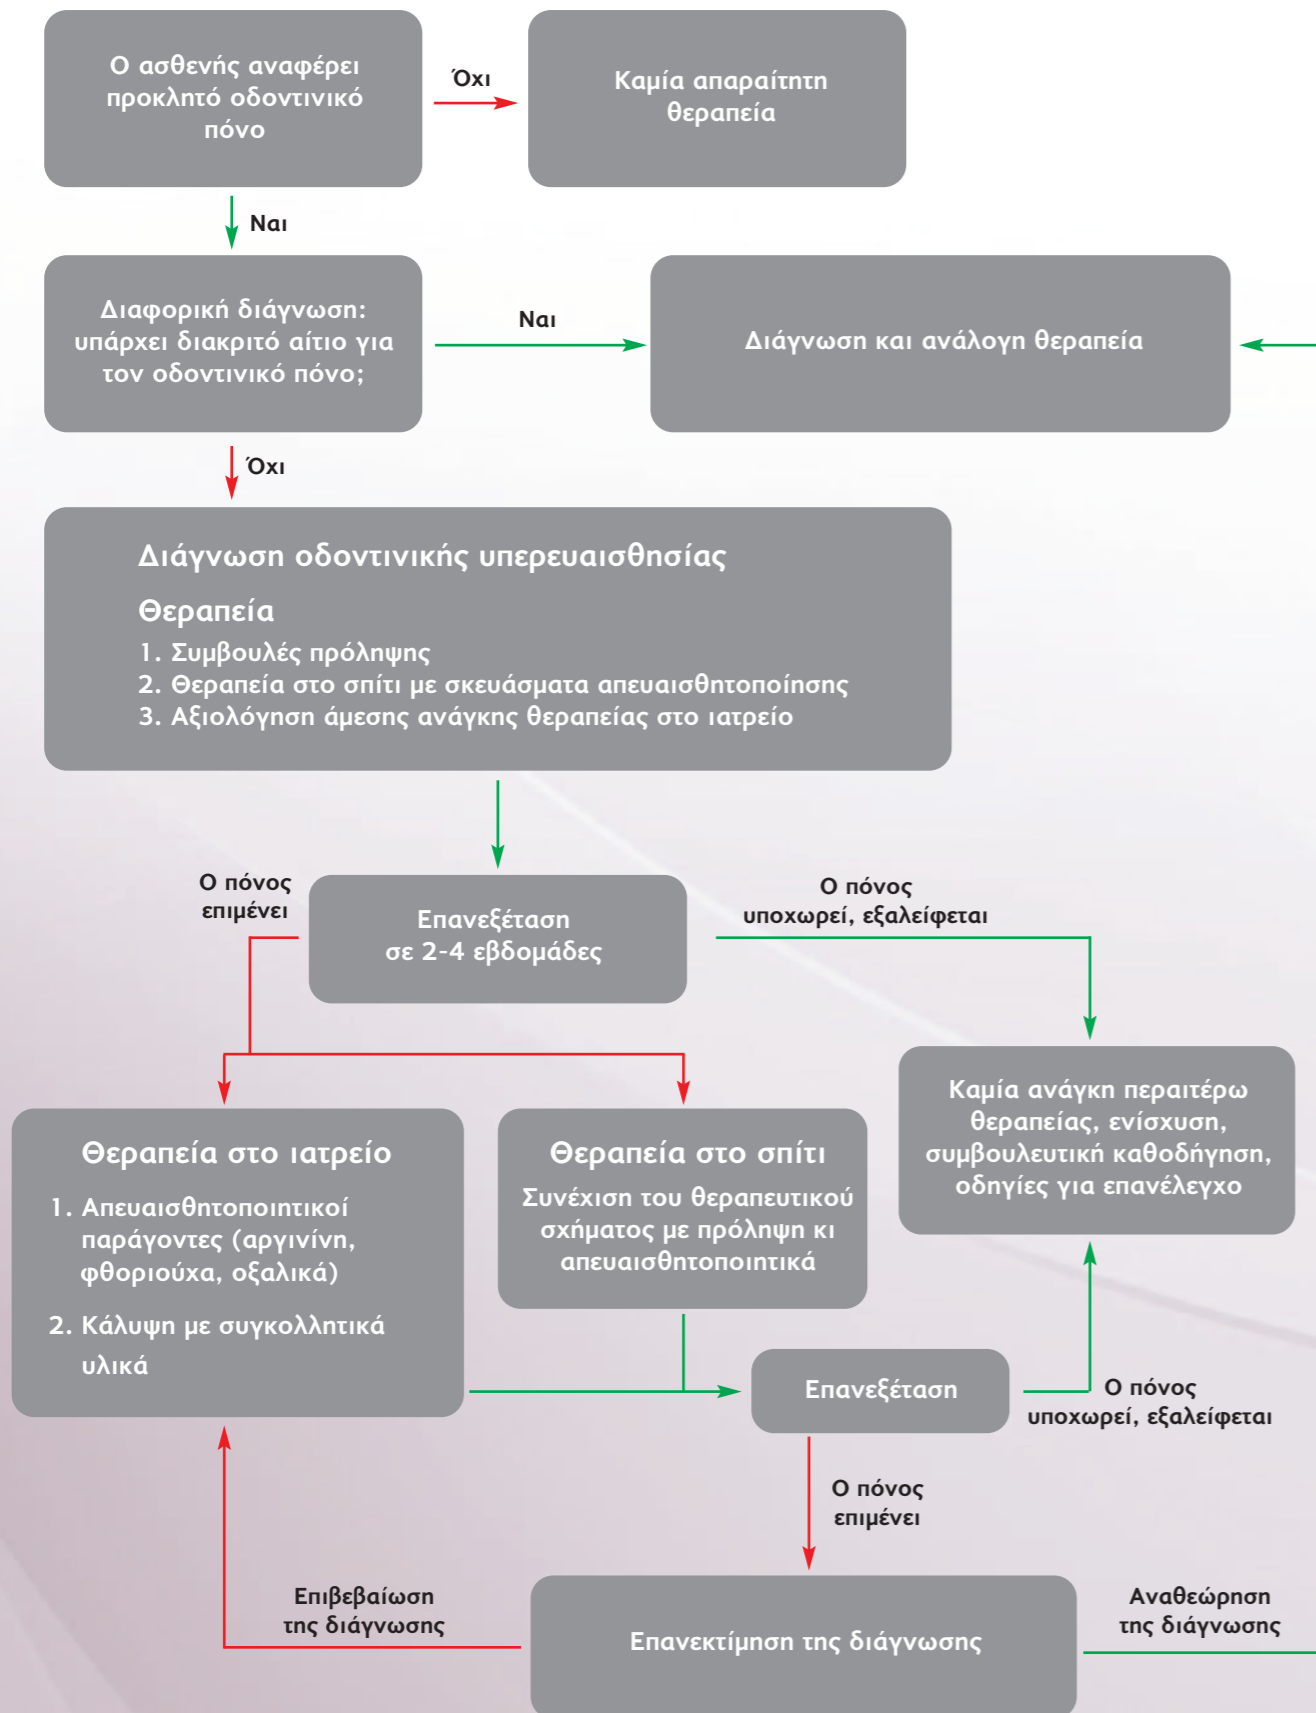 Ο ασθενής αναφέρει
προκλητό οδοντινικό
πόνο
Όχι
Καμία απαραίτητη
θεραπεία
Ναι
Διαφορική διάγνωση:
υπάρχει διακριτό αίτιο για
τον οδοντινικό πόνο;
Ναι
Διάγνωση και ανάλογη θεραπεία
Όχι
Διάγνωση οδοντινικής υπερευαισθησίας
Θεραπεία
1. Συμβουλές πρόληψης
2. Θεραπεία στο σπίτι με σκευάσματα απευαισθητοποίησης
3. Αξιολόγηση άμεσης ανάγκης θεραπείας στο ιατρείο
Ο πόνος
επιμένει
Επανεξέταση
σε 2-4 εβδομάδες
Ο πόνος
υποχωρεί, εξαλείφεται
Θεραπεία στο ιατρείο
1. Απευαισθητοποιητικοί
παράγοντες (αργινίνη,
φθοριούχα, οξαλικά)
2. Κάλυψη με συγκολλητικά
υλικά
Θεραπεία στο σπίτι
Συνέχιση του θεραπευτικού
σχήματος με πρόληψη κι
απευαισθητοποιητικά
Καμία ανάγκη περαιτέρω
θεραπείας, ενίσχυση,
συμβουλευτική καθοδήγηση,
οδηγίες για επανέλεγχο
Επανεξέταση
Ο πόνος
υποχωρεί, εξαλείφεται
Ο πόνος
επιμένει
Επιβεβαίωση
της διάγνωσης
Επανεκτίμηση της διάγνωσης
Αναθεώρηση
της διάγνωσης